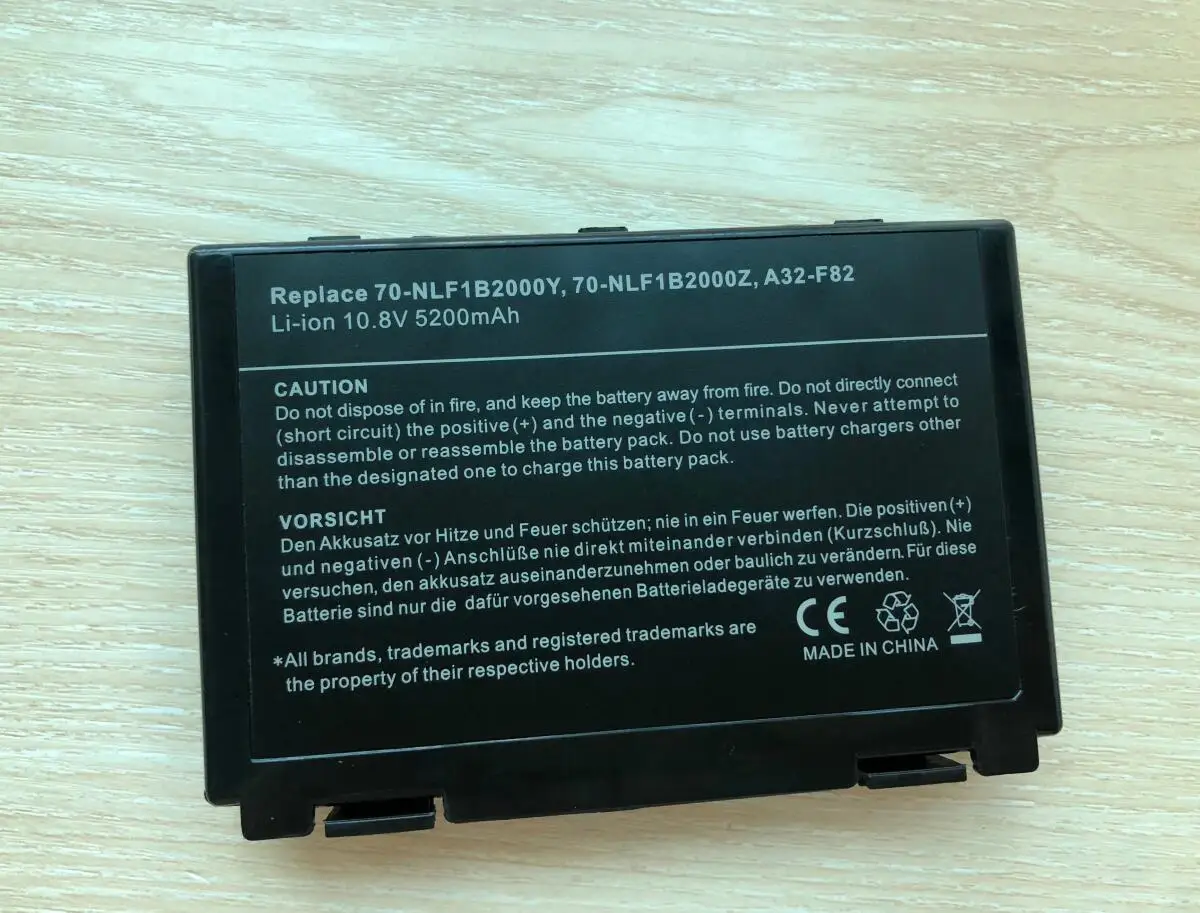 Replace 70-NLF1B2000Y, 70-NLF1B2000Z, A32-F82
Li-ion 10.8V 5200mAh
CAUTION
Do not dispose of in fire, and keep the battery away from fire. Do not directly connect
(short circuit) the positive (+) and the negative (-) terminals. Never attempt to
disassemble or reassemble the battery pack. Do not use battery chargers other
than the designated one to charge this battery pack.
VORSICHT
Den Akkusatz vor Hitze und Feuer schützen; nie in ein Feuer werfen. Die positiven (+)
und negativen (-) Anschlüße nie direkt miteinander verbinden (Kurzschluß). Nie
versuchen, den akkusatz auseinanderzunehmen oder baulich zu verändern. Für diese
Batterie sind nur die dafür vorgesehenen Batterieladegeräte zu verwenden.
*All brands, trademarks and registered trademarks are
the property of their respective holders.
CE
MADE IN CHINA